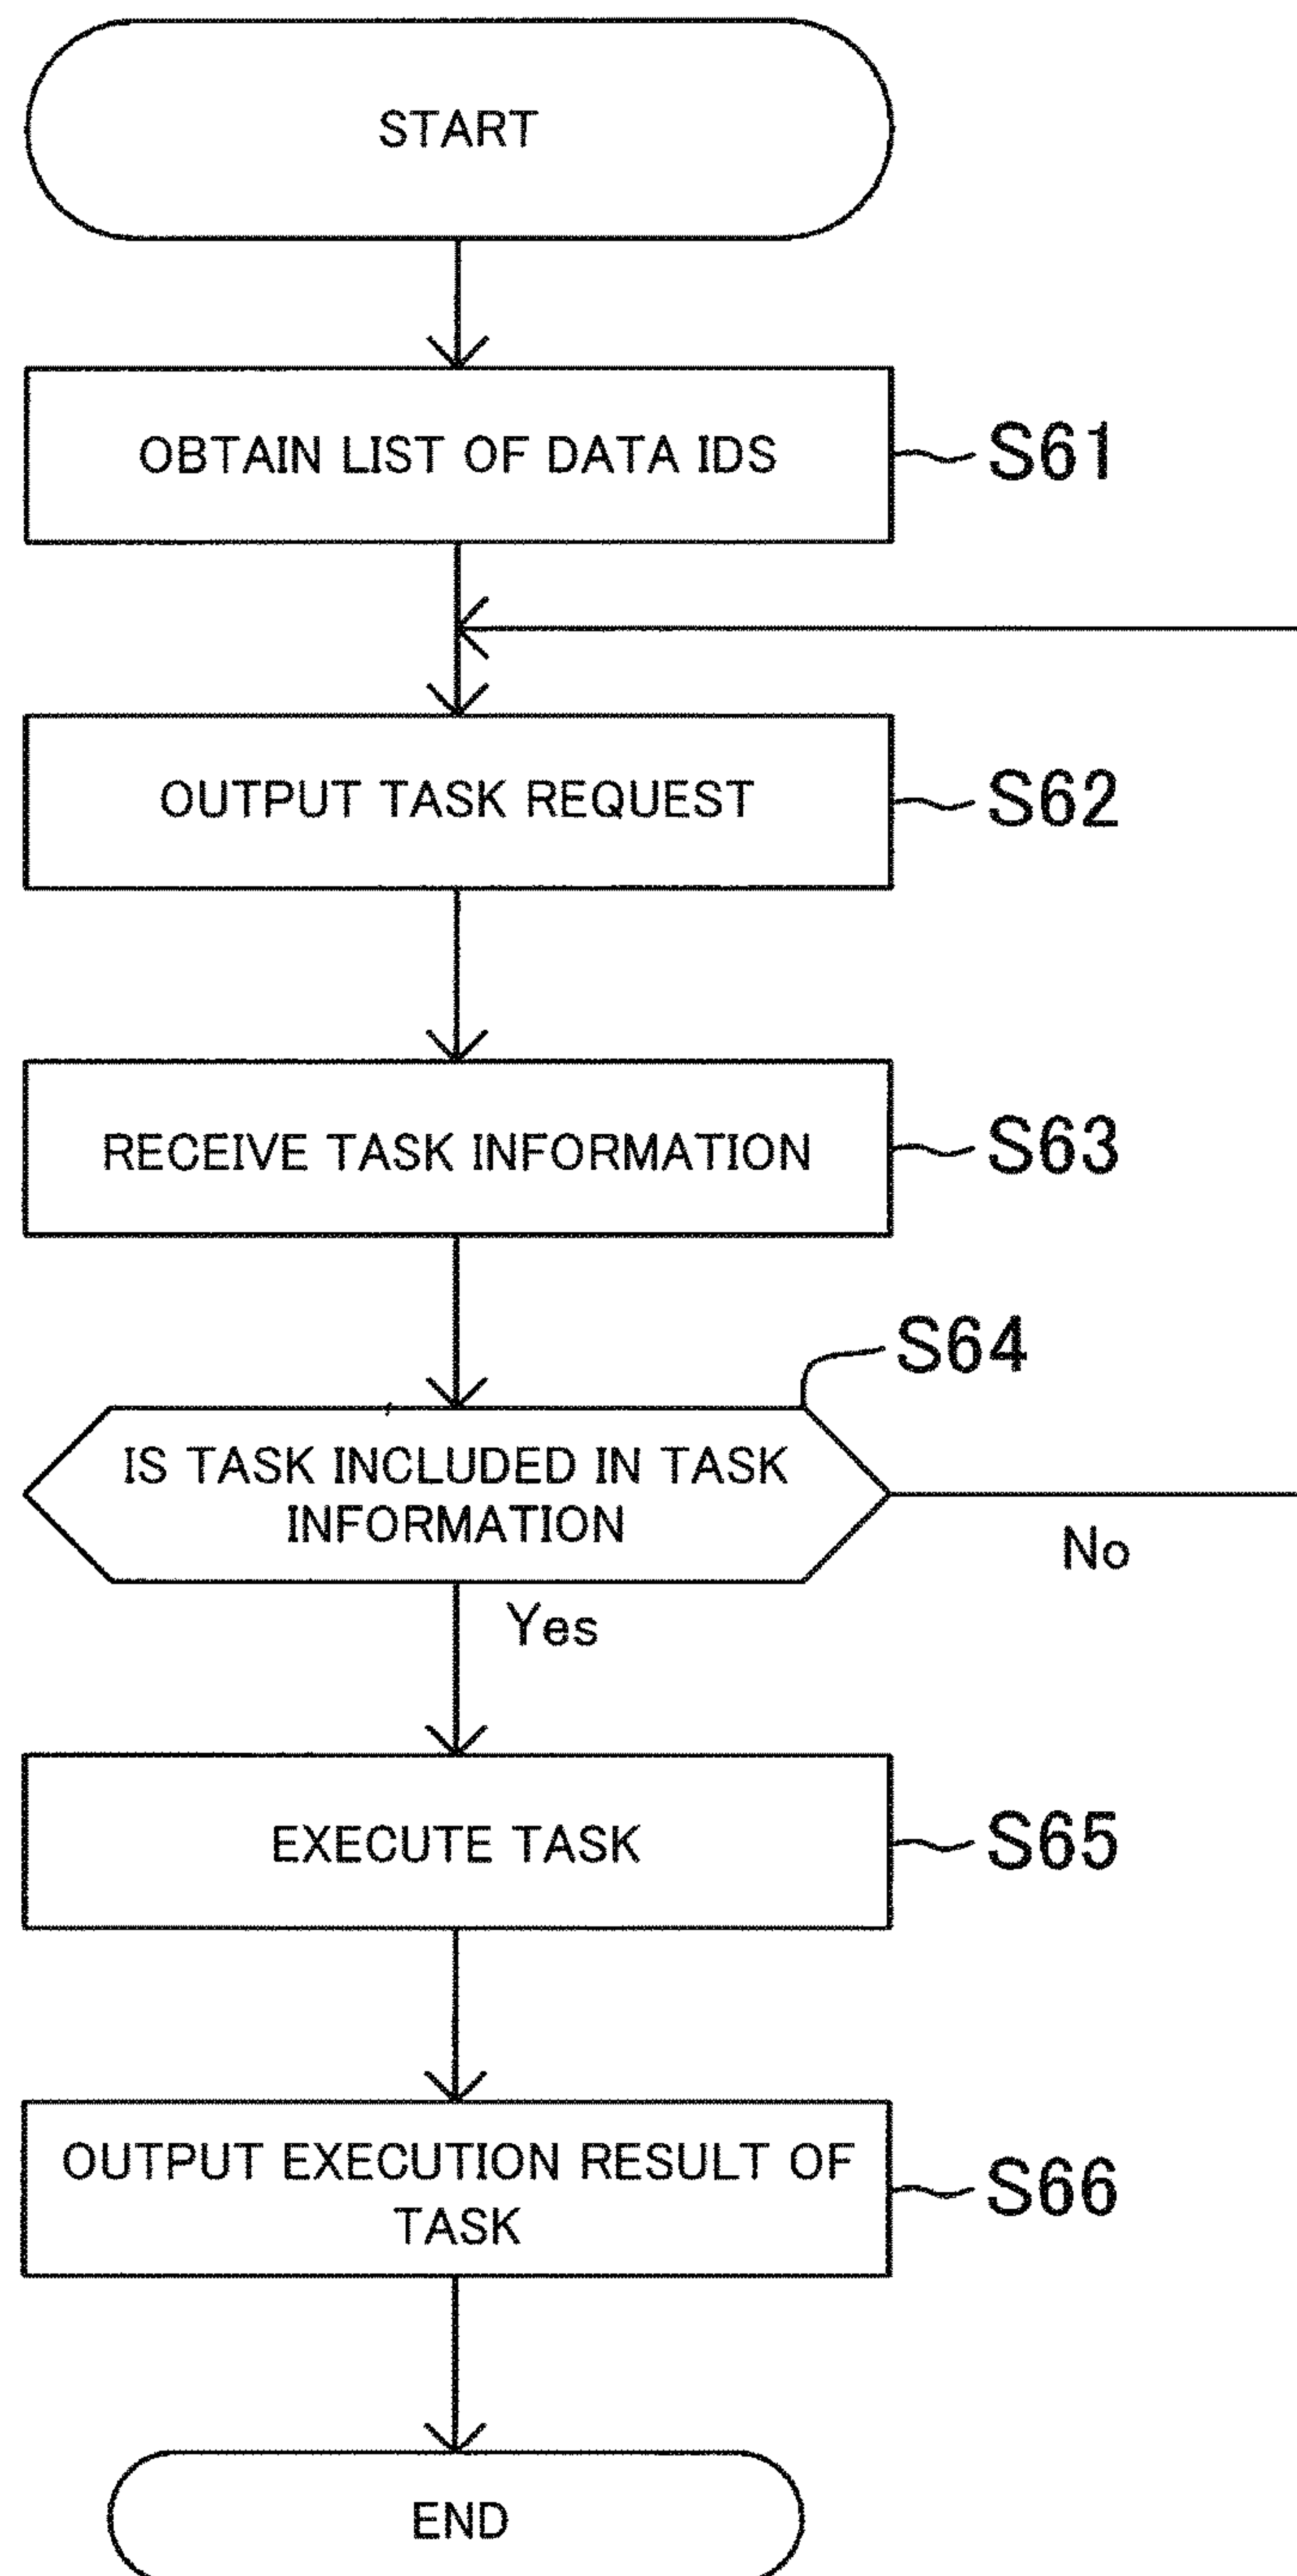 START
OBTAIN LIST OF DATA IDS
S61
OUTPUT TASK REQUEST
S62
RECEIVE TASK INFORMATION
S63
S64
IS TASK INCLUDED IN TASK
INFORMATION
No
Yes
EXECUTE TASK
S65
OUTPUT EXECUTION RESULT OF
TASK
S66
END